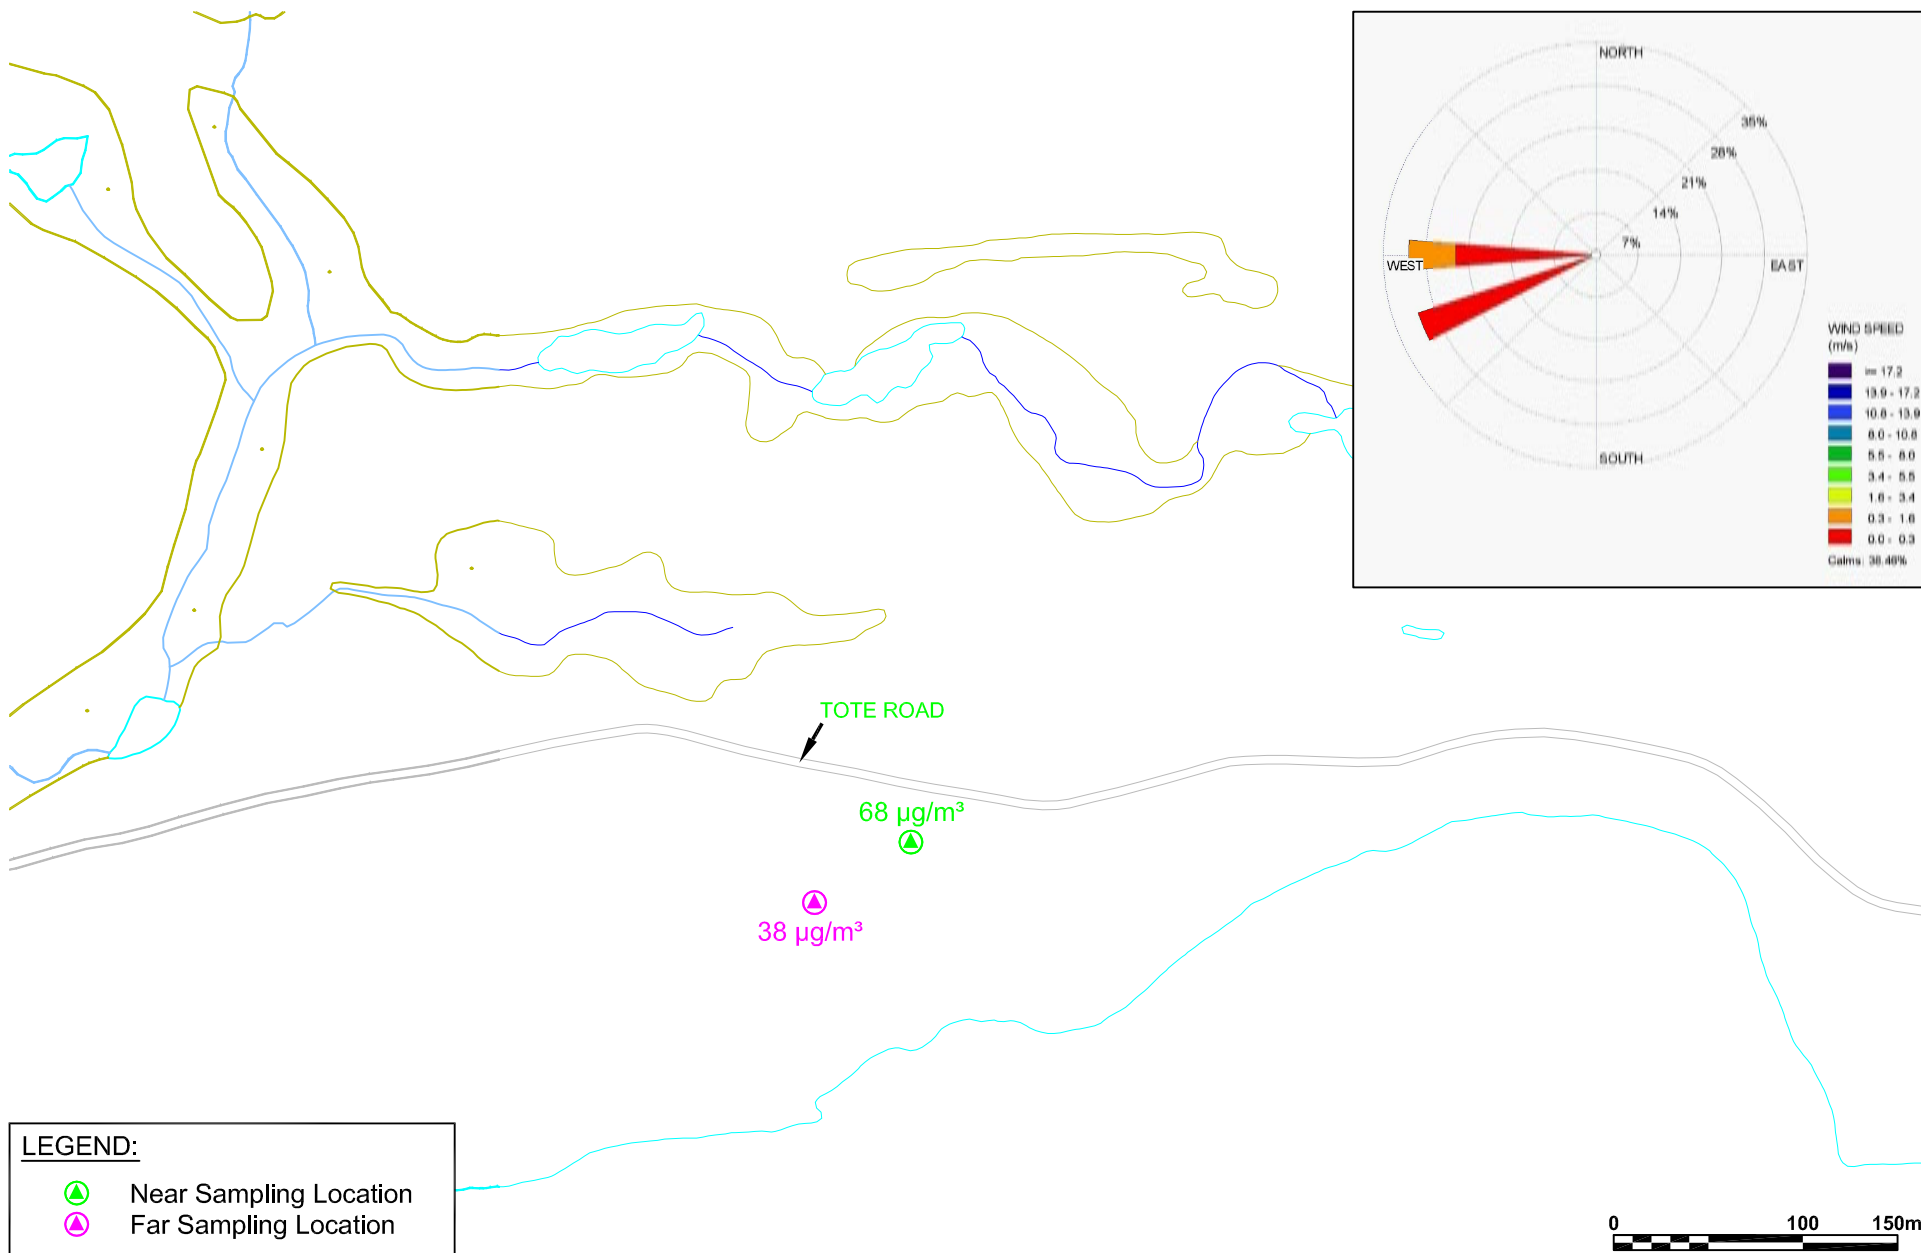 NORTH
35%
28%
21%
14%
7%
WEST
EAST
SOUTH
WIND SPEED
(m/s)
>= 17.2
13.9 - 17.2
10.8 - 13.9
8.0 - 10.8
5.5 - 8.0
3.4 - 5.5
1.6 - 3.4
0.3 - 1.6
0.0 - 0.3
Calms: 38.46%
TOTE ROAD
68 µg/m³
38 µg/m³
LEGEND:
Near Sampling Location
Far Sampling Location
0 100 150m